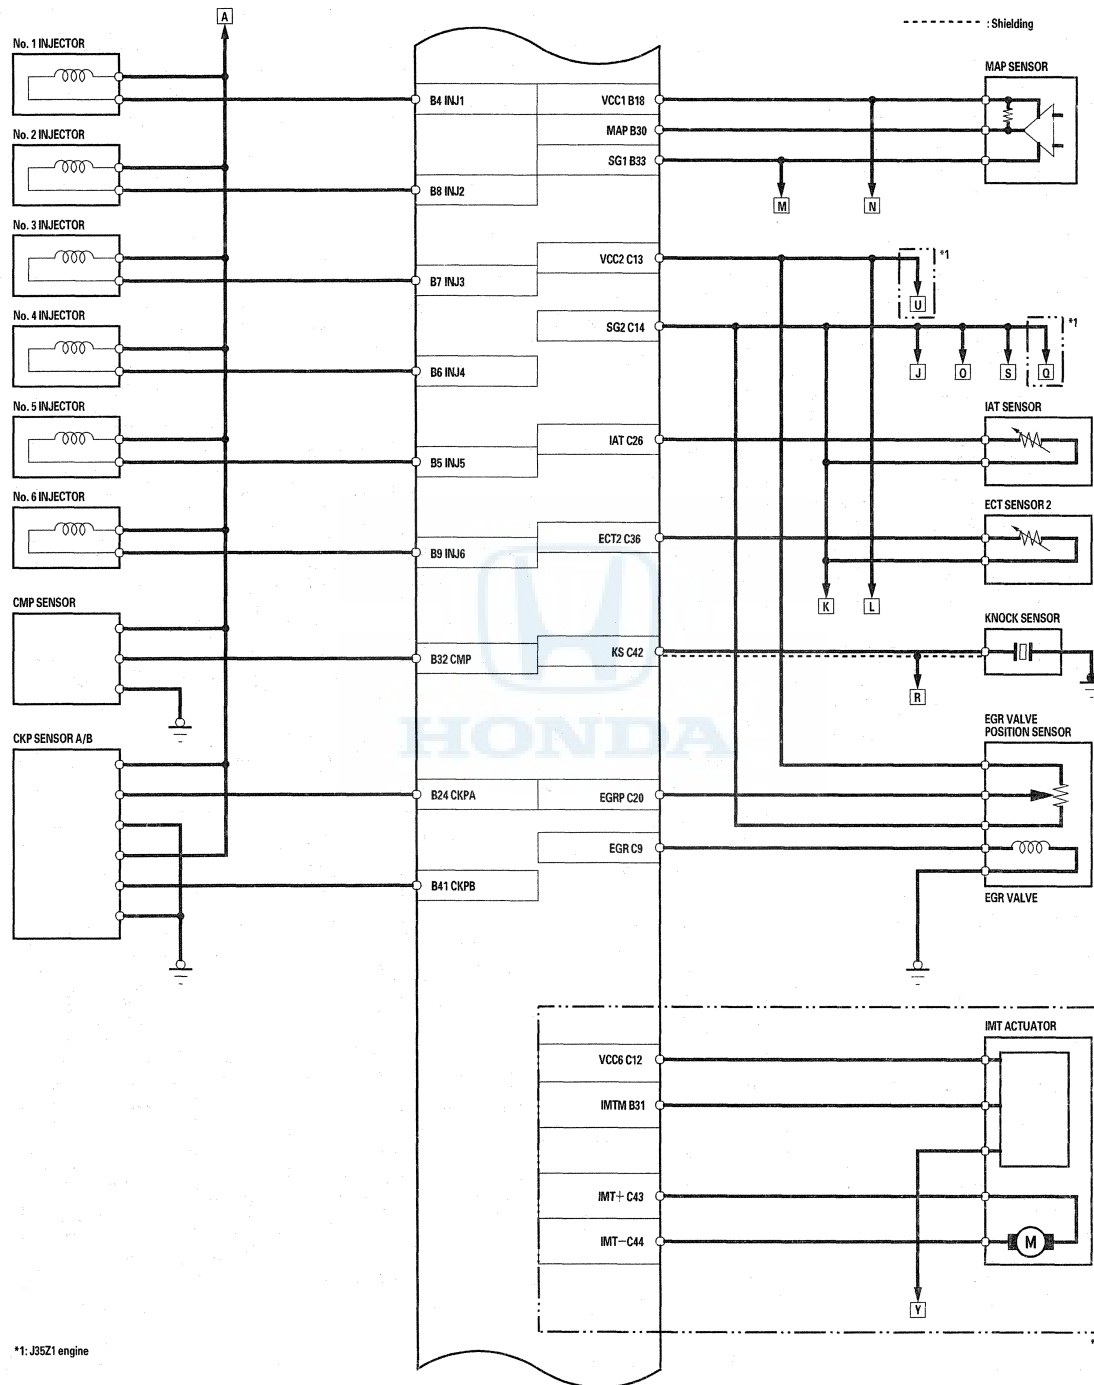 A
: Shielding
No. 1 INJECTOR
MAP SENSOR
B4 INJ1
VCC1 B18
MAP B30
No. 2 INJECTOR
SG1 B33
B8 INJ2
M
N
No. 3 INJECTOR
VCC2 C13
*1
B7 INJ3
U
No. 4 INJECTOR
SG2 C14
*1
B6 INJ4
J
O
S
Q
No. 5 INJECTOR
IAT SENSOR
IAT C26
B5 INJ5
No. 6 INJECTOR
ECT SENSOR 2
ECT2 C36
B9 INJ6
CMP SENSOR
K
L
KNOCK SENSOR
B32 CMP
KS C42
R
HONDA
CKP SENSOR A/B
EGR VALVE
POSITION SENSOR
B24 CKPA
EGRP C20
EGR C9
B41 CKPB
EGR VALVE
IMT ACTUATOR
VCC6 C12
IMTM B31
IMT+ C43
IMT−C44
M
Y
*1: J35Z1 engine
*